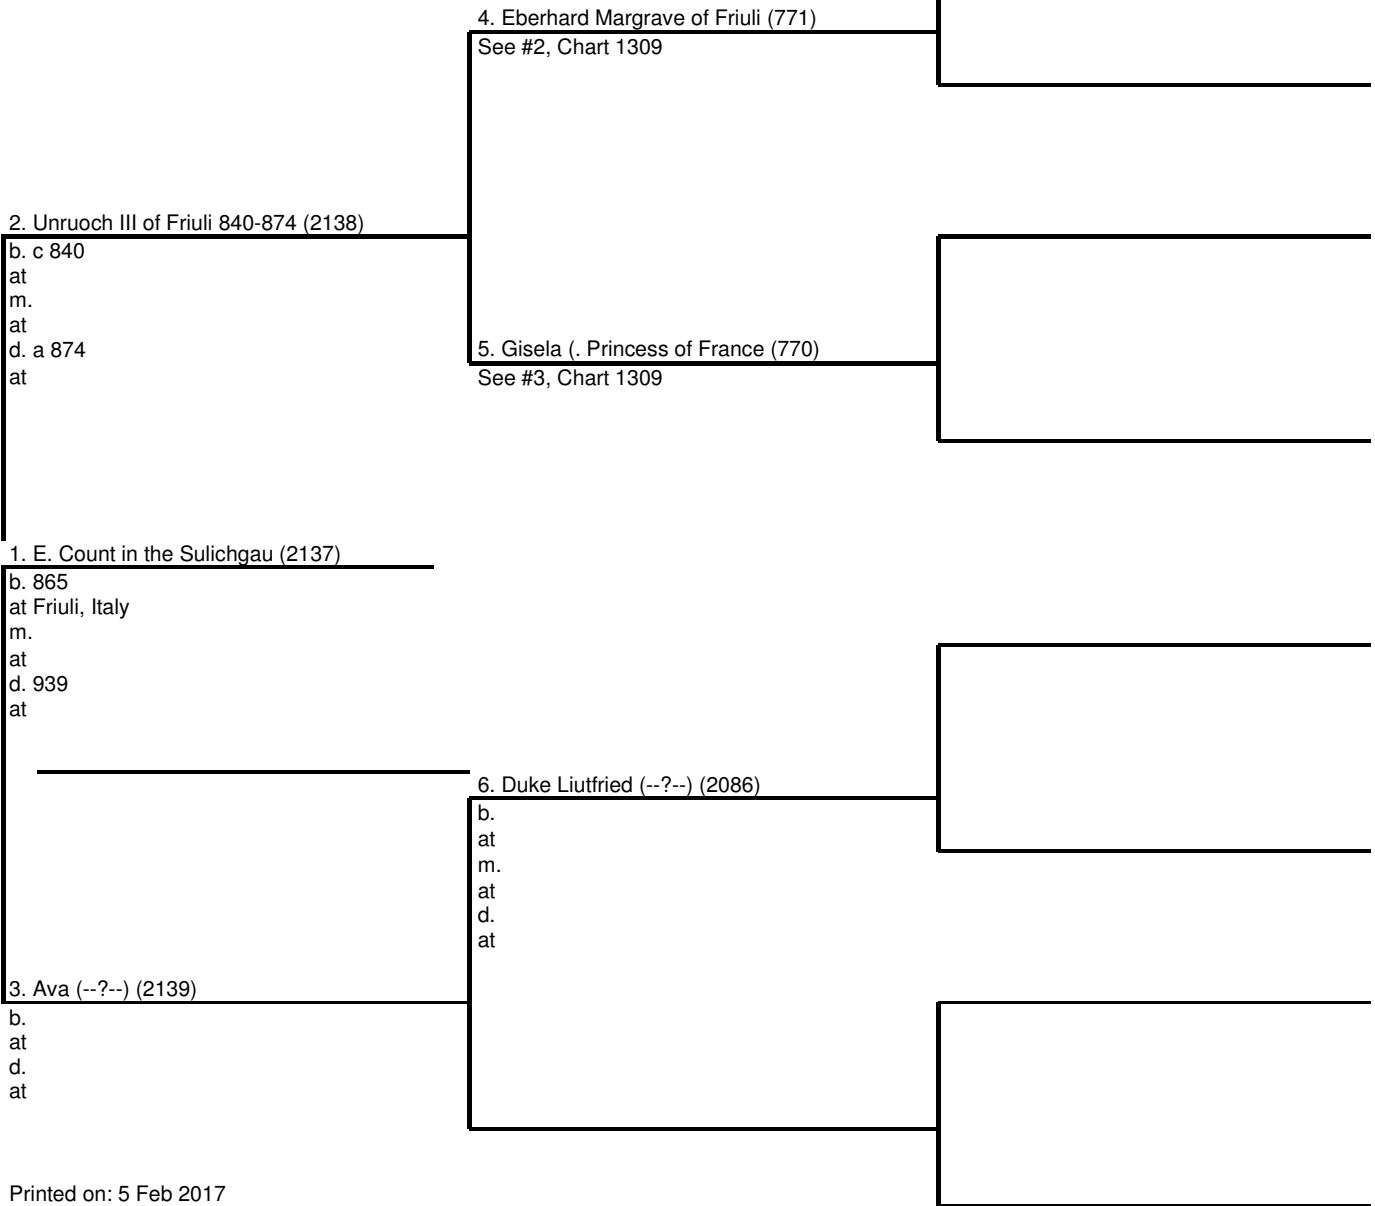 4. Eberhard Margrave of Friuli (771)
See #2, Chart 1309
2. Unruoch III of Friuli 840-874 (2138)
b. c 840
at
m.
at
d. a 874
at
5. Gisela (. Princess of France (770)
See #3, Chart 1309
1. E. Count in the Sulichgau (2137)
b. 865
at Friuli, Italy
m.
at
d. 939
at
6. Duke Liutfried (--?--) (2086)
b.
at
m.
at
d.
at
3. Ava (--?--) (2139)
b.
at
d.
at
Printed on: 5 Feb 2017